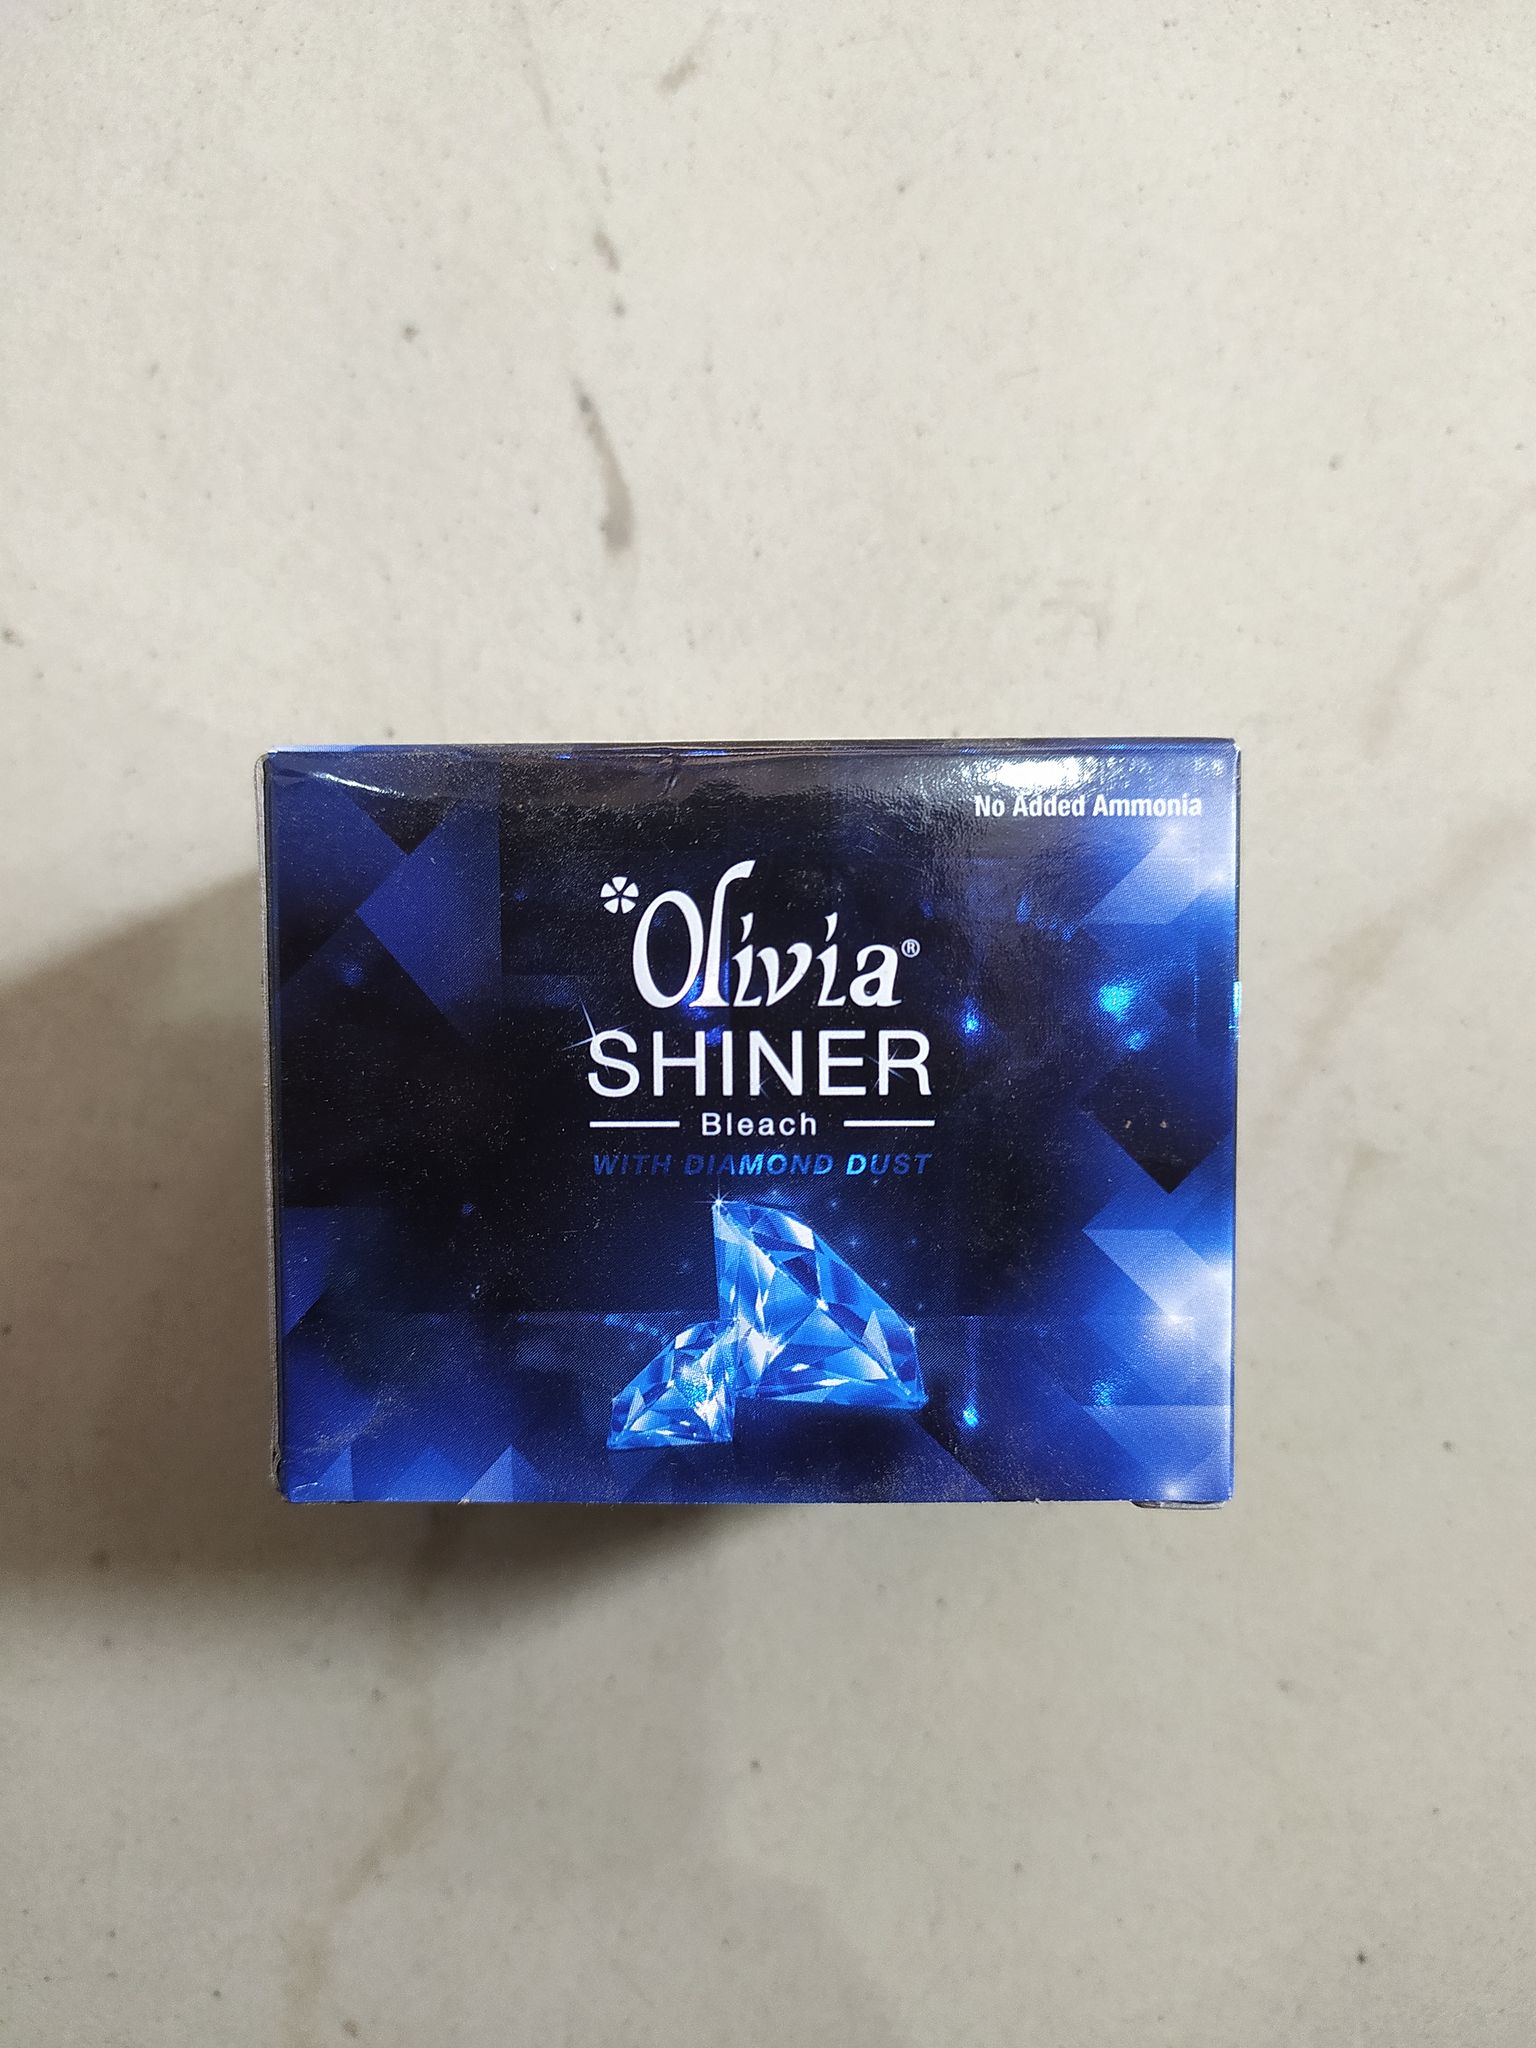 No Added Ammonia
Olivia®
SHINER
Bleach
WITH DIAMOND DUST